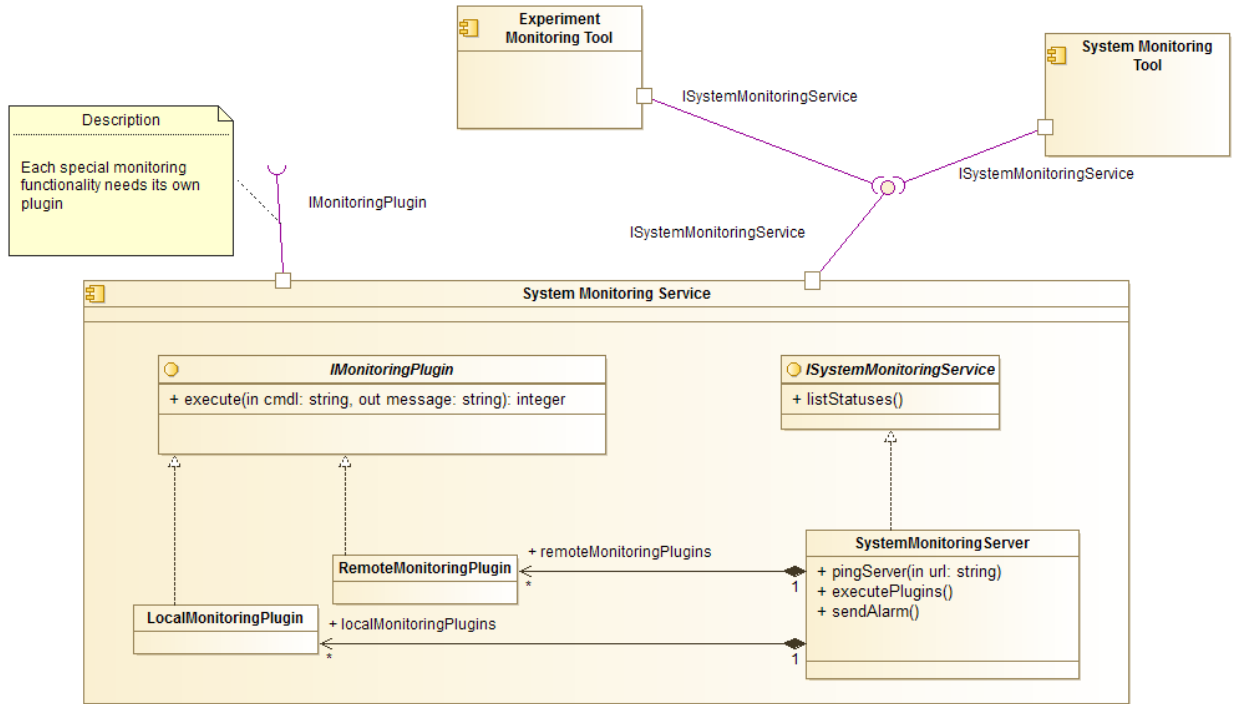 Experiment
Monitoring Tool
System Monitoring
Tool
ISystemMonitoringService
Description
Each special monitoring
functionality needs its own
plugin
ISystemMonitoringService
IMonitoringPlugin
ISystemMonitoringService
System Monitoring Service
IMonitoringPlugin
+ execute(in cmdl: string, out message: string): integer
ISystemMonitoringService
+ listStatuses()
SystemMonitoringServer
+ pingServer(in url: string)
+ executePlugins()
+ sendAlarm()
+ remoteMonitoringPlugins
*
1
RemoteMonitoringPlugin
LocalMonitoringPlugin
+ localMonitoringPlugins
*
1